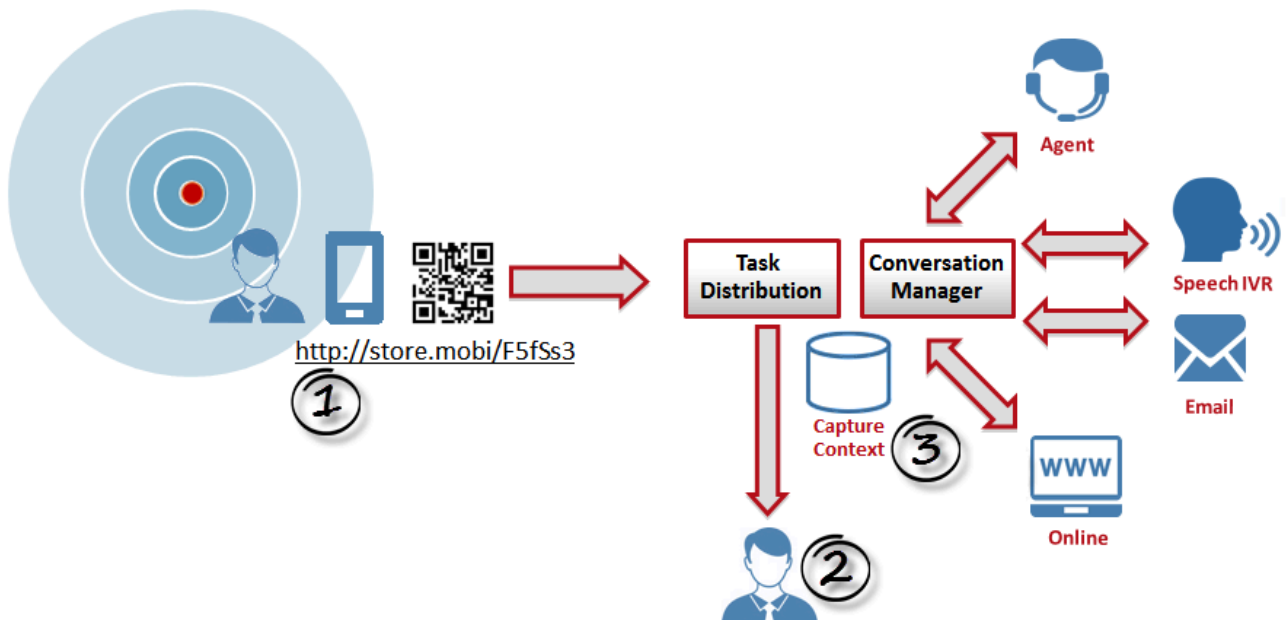 Agent
Task
Distribution
Conversation
Manager
Speech IVR
http://store.mobi/F5fSs3
1
Capture
Context
3
Email
WWW
Online
2